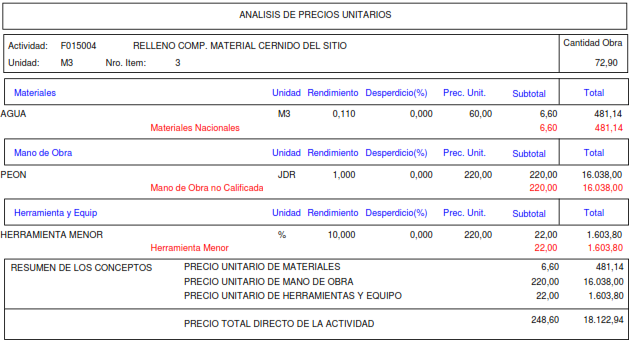 ANALISIS DE PRECIOS UNITARIOS
Actividad: F015004 RELLENO COMP. MATERIAL CERNIDO DEL SITIO Cantidad Obra
Unidad: M3 Nro. Item: 3 72,90
Materiales Unidad Rendimiento Desperdicio(%) Prec. Unit. Subtotal Total
AGUA M3 0,110 0,000 60,00 6,60 481,14
Materiales Nacionales 6,60 481,14
Mano de Obra Unidad Rendimiento Desperdicio(%) Prec. Unit. Subtotal Total
PEON JDR 1,000 0,000 220,00 220,00 16.038,00
Mano de Obra no Calificada 220,00 16.038,00
Herramienta y Equip Unidad Rendimiento Desperdicio(%) Prec. Unit. Subtotal Total
HERRAMIENTA MENOR % 10,000 0,000 220,00 22,00 1.603,80
Herramienta Menor 22,00 1.603,80
RESUMEN DE LOS CONCEPTOS PRECIO UNITARIO DE MATERIALES 6,60 481,14
PRECIO UNITARIO DE MANO DE OBRA 220,00 16.038,00
PRECIO UNITARIO DE HERRAMIENTAS Y EQUIPO 22,00 1.603,80
PRECIO TOTAL DIRECTO DE LA ACTIVIDAD 248,60 18.122,94